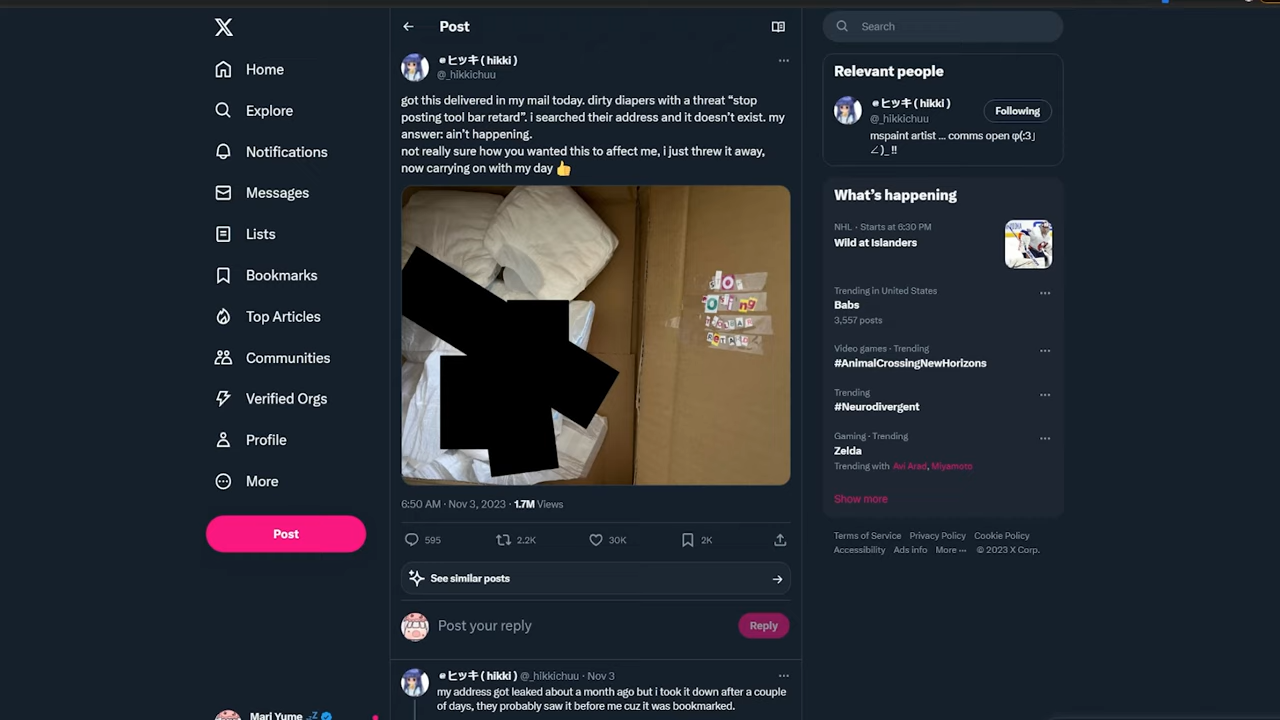 Post
Search
Home
Explore
Notifications
Messages
Lists
Bookmarks
Top Articles
Communities
Verified Orgs
Profile
More
Post
ヒッキ ( hikki )
@_hikkichuu
got this delivered in my mail today. dirty diapers with a threat “stop
posting tool bar retard”. i searched their address and it doesn’t exist. my
answer: ain’t happening.
not really sure how you wanted this to affect me, i just threw it away,
now carrying on with my day 👍
6:50 AM · Nov 3, 2023 · 1.7M Views
595 2.2K 30K 2K
See similar posts
Post your reply
Reply
ヒッキ ( hikki ) @_hikkichuu · Nov 3
my address got leaked about a month ago but i took it down after a couple
of days, they probably saw it before me cuz it was bookmarked.
Relevant people
ヒッキ ( hikki )
@_hikkichuu
Following
mspaint artist ... comms open φ(:3」
∠)_ !!
What’s happening
NHL · Starts at 6:30 PM
Wild at Islanders
Trending in United States
Babs
3,557 posts
Video games · Trending
#AnimalCrossingNewHorizons
Trending
#Neurodivergent
Gaming · Trending
Zelda
Trending with Avi Arad, Miyamoto
Show more
Terms of Service Privacy Policy Cookie Policy
Accessibility Ads info More ··· © 2023 X Corp.
Mari Yume 💤